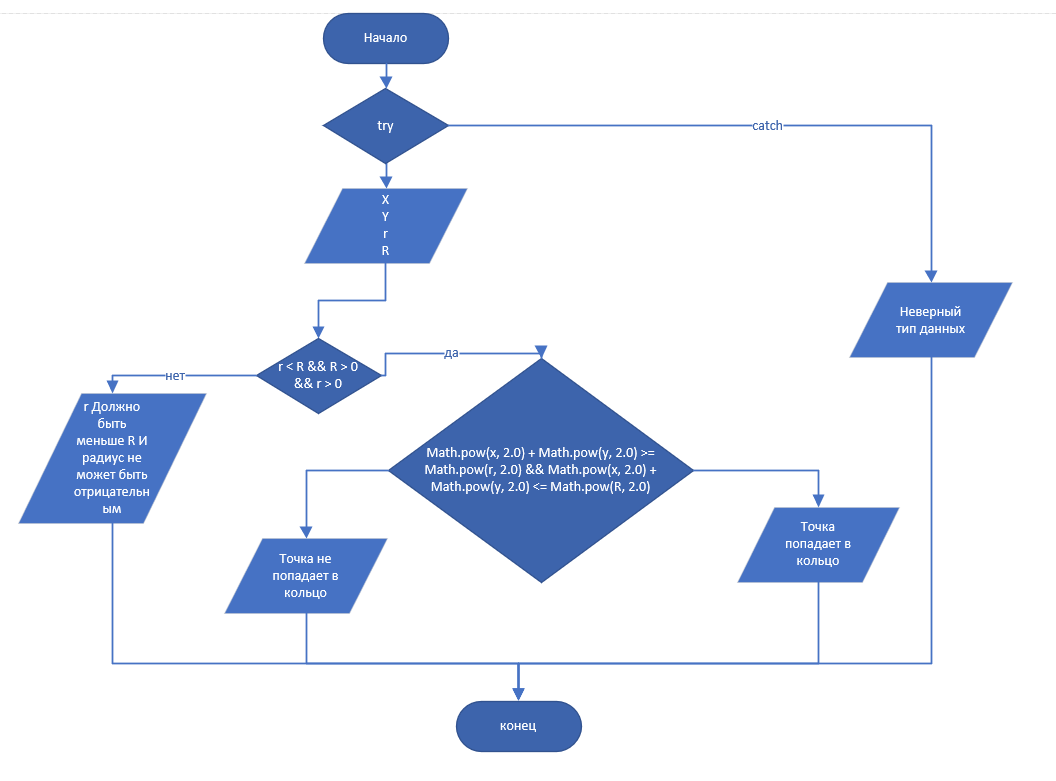 Начало
try
catch
X
Y
r
R
Неверный
тип данных
r < R && R > 0
&& r > 0
да
нет
r Должно
быть
меньше R И
радиус не
может быть
отрицательн
ым
Math.pow(x, 2.0) + Math.pow(y, 2.0) >=
Math.pow(r, 2.0) && Math.pow(x, 2.0) +
Math.pow(y, 2.0) <= Math.pow(R, 2.0)
Точка не
попадает в
кольцо
Точка
попадает в
кольцо
конец